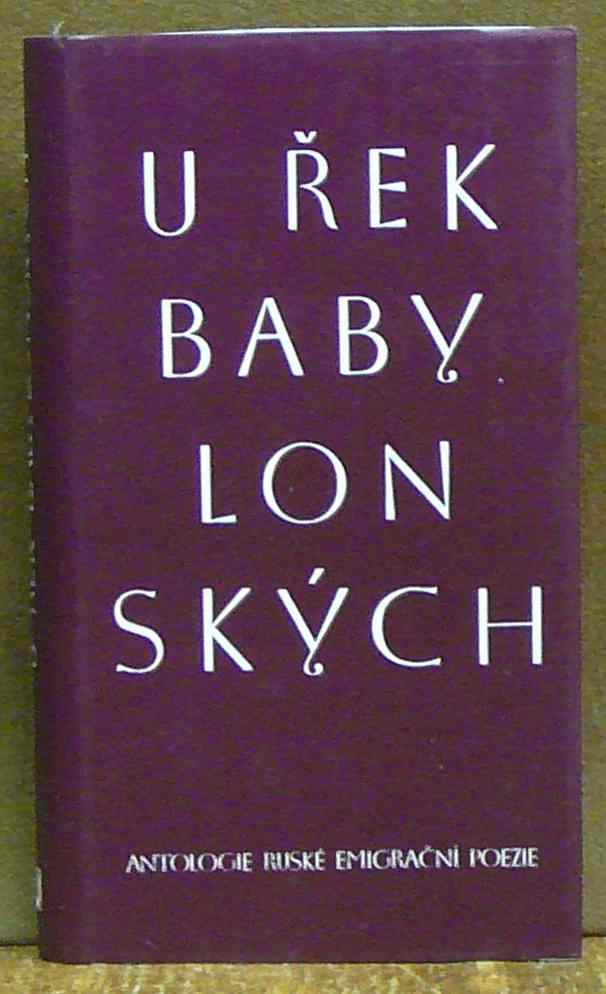 U ŘEK
BABY
LON
SKÝCH
ANTOLOGIE RUSKÉ EMIGRAČNÍ POEZIE